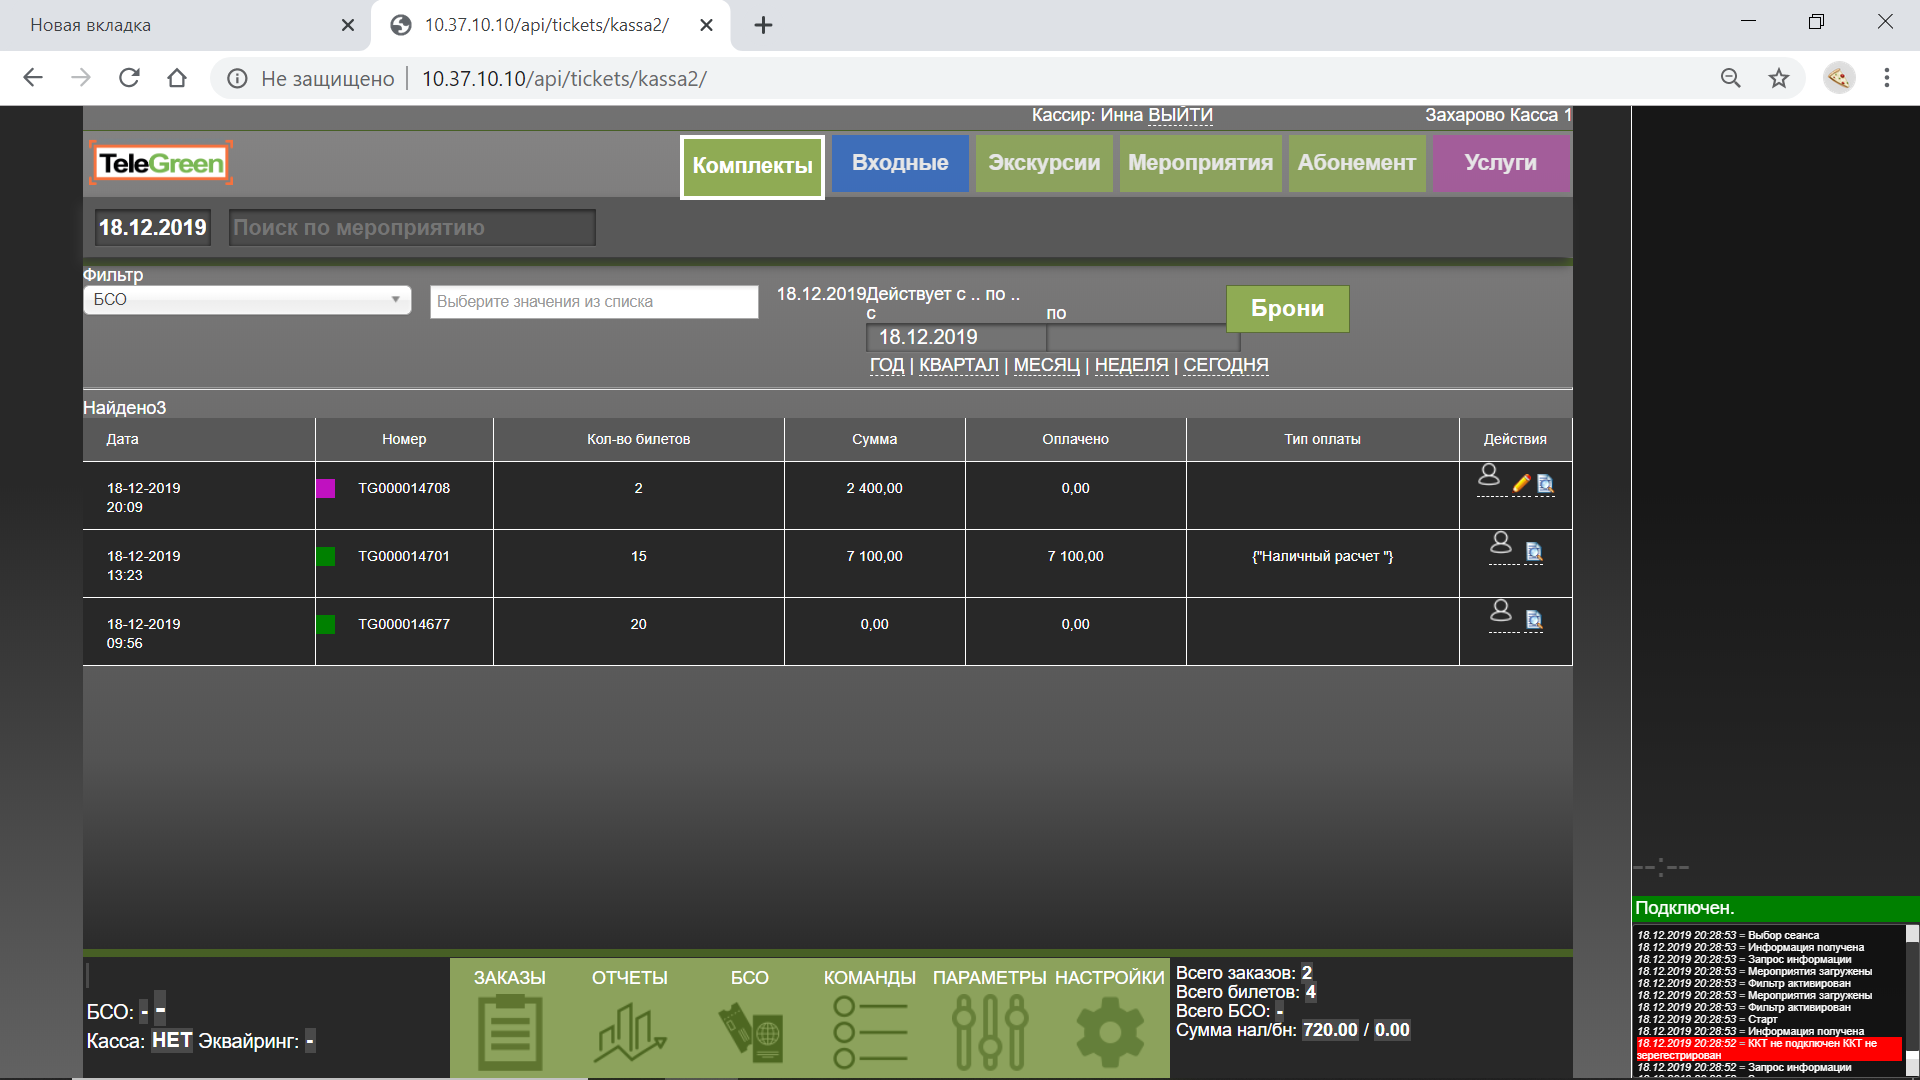 Новая вкладка
10.37.10.10/api/tickets/kassa2/
Не защищено
10.37.10.10/api/tickets/kassa2/
Кассир: Инна ВЫЙТИ
Захарово Касса 1
TeleGreen
Комплекты
Входные
Экскурсии
Мероприятия
Абонемент
Услуги
18.12.2019
Поиск по мероприятию
Фильтр
БСО
Выберите значения из списка
18.12.2019Действует с .. по ..
с
по
18.12.2019
ГОД | КВАРТАЛ | МЕСЯЦ | НЕДЕЛЯ | СЕГОДНЯ
Брони
Найдено3
Дата Номер Кол-во билетов Сумма Оплачено Тип оплаты Действия
18-12-2019 20:09 TG000014708 2 2 400,00 0,00
18-12-2019 13:23 TG000014701 15 7 100,00 7 100,00 {"Наличный расчет "}
18-12-2019 09:56 TG000014677 20 0,00 0,00
БСО: - -
Касса: НЕТ Эквайринг: -
ЗАКАЗЫ
ОТЧЕТЫ
БСО
КОМАНДЫ
ПАРАМЕТРЫ
НАСТРОЙКИ
Всего заказов: 2
Всего билетов: 4
Всего БСО: -
Сумма нал/бн: 720.00 / 0.00
--:--
Подключен.
18.12.2019 20:28:53 = Выбор сеанса
18.12.2019 20:28:53 = Информация получена
18.12.2019 20:28:53 = Запрос информации
18.12.2019 20:28:53 = Мероприятия загружены
18.12.2019 20:28:53 = Фильтр активирован
18.12.2019 20:28:53 = Мероприятия загружены
18.12.2019 20:28:53 = Фильтр активирован
18.12.2019 20:28:53 = Старт
18.12.2019 20:28:53 = Информация получена
18.12.2019 20:28:52 = ККТ не подключен ККТ не
зерегестрирован
18.12.2019 20:28:52 = Запрос информации